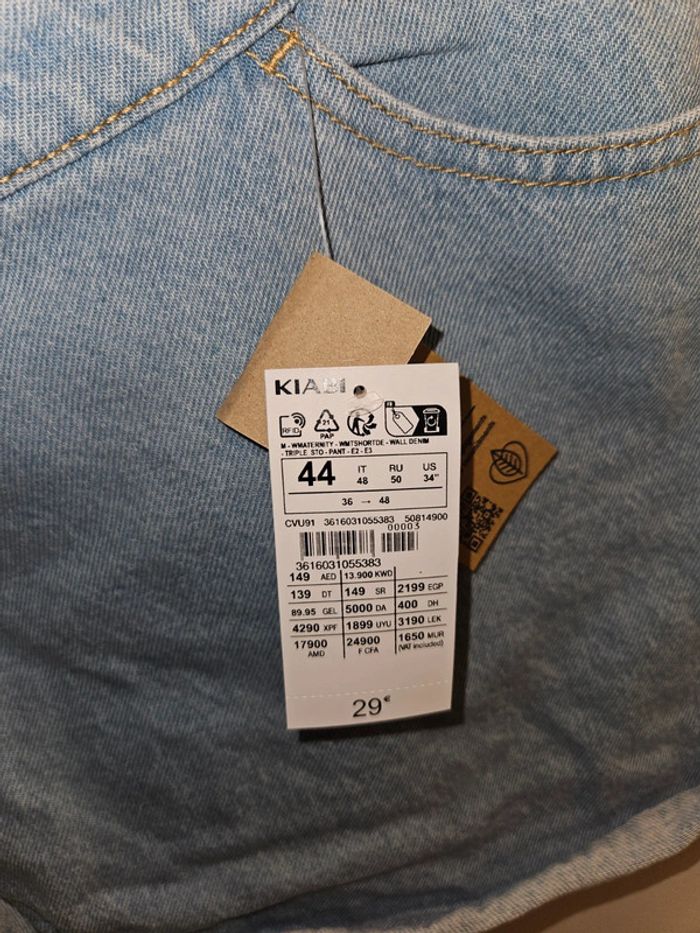 KIABI
RFID 21 PAP
M - WMATERNITY - WMTSHORTDE - WALL DENIM
- TRIPLE STO - PANT - E2 - E3
44 IT RU US
48 50 34"
36 → 48
CVU91 3616031055383 50814900
00003
3616031055383
149 AED 13.900 KWD
139 DT 149 SR 2199 EGP
89.95 GEL 5000 DA 400 DH
4290 XPF 1899 UYU 3190 LEK
17900 AMD 24900 F CFA 1650 MUR (VAT included)
29€